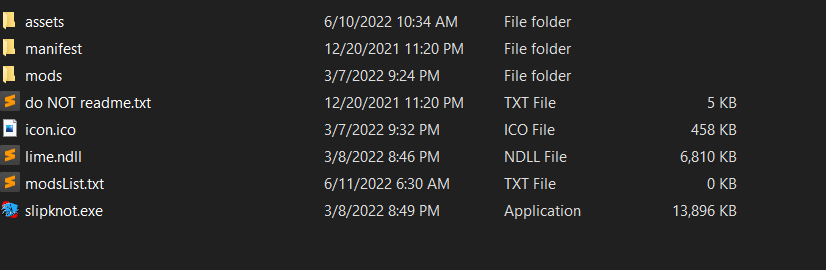 assets 6/10/2022 10:34 AM File folder
manifest 12/20/2021 11:20 PM File folder
mods 3/7/2022 9:24 PM File folder
do NOT readme.txt 12/20/2021 11:20 PM TXT File 5 KB
icon.ico 3/7/2022 9:32 PM ICO File 458 KB
lime.ndll 3/8/2022 8:46 PM NDLL File 6,810 KB
modsList.txt 6/11/2022 6:30 AM TXT File 0 KB
slipknot.exe 3/8/2022 8:49 PM Application 13,896 KB